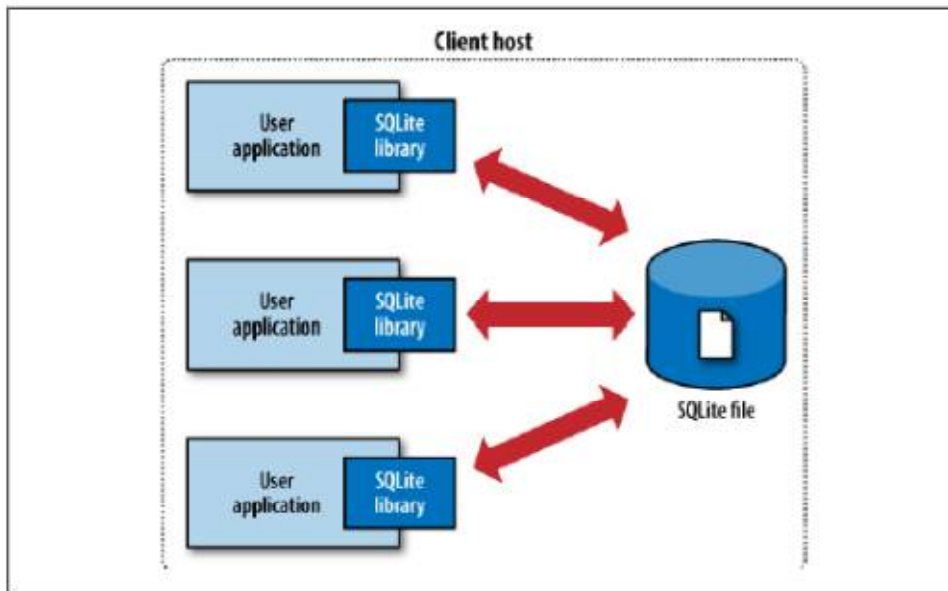 Client host
User
application
SQLite
library
User
application
SQLite
library
SQLite file
User
application
SQLite
library